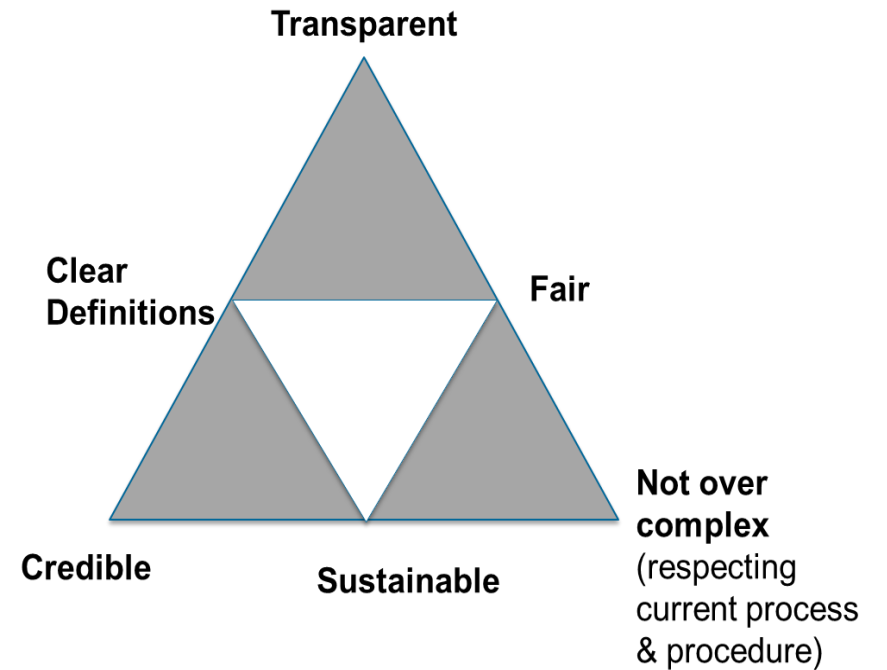 Transparent
Clear
Definitions
Fair
Credible
Sustainable
Not over
complex
(respecting
current process
& procedure)